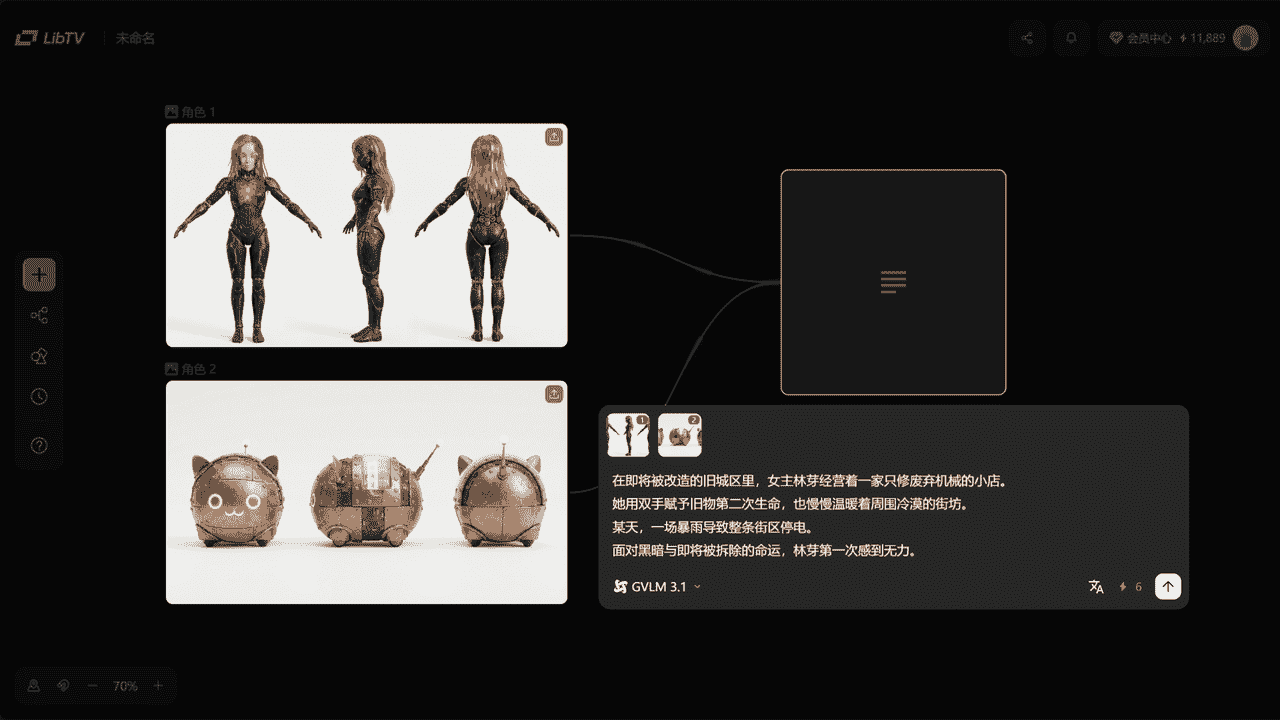 LibTV
未命名
会员中心
11,889
角色 1
角色 2
1
2
在即将被改造的旧城区里，女主林芽经营着一家只修废弃机械的小店。
她用双手赋予旧物第二次生命，也慢慢温暖着周围冷漠的街坊。
某天，一场暴雨导致整条街区停电。
面对黑暗与即将被拆除的命运，林芽第一次感到无力。
GVLM 3.1
6
70%